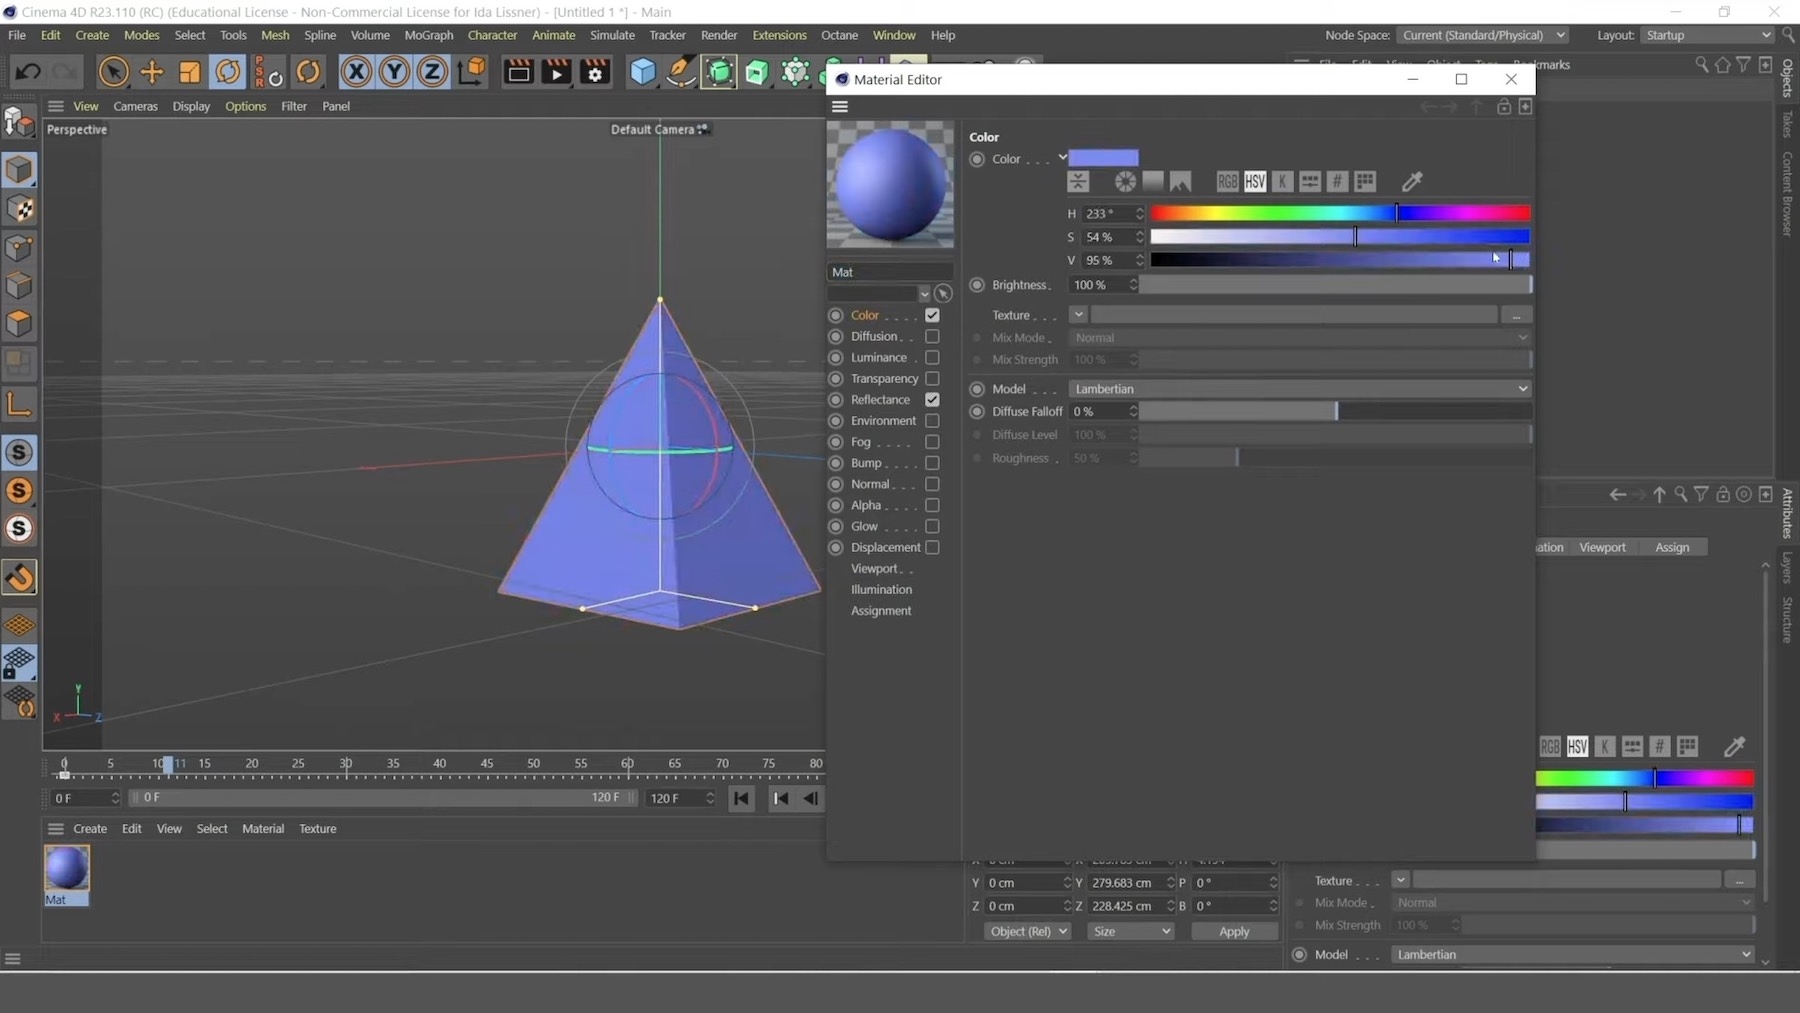 Cinema 4D R23.110 (RC) (Educational License - Non-Commercial License for Ida Lissner) - [Untitled 1 *] - Main
File Edit Create Modes Select Tools Mesh Spline Volume MoGraph Character Animate Simulate Tracker Render Extensions Octane Window Help Node Space: Current (Standard/Physical) Layout: Startup
PSR X Y Z
Material Editor
View Cameras Display Options Filter Panel
Perspective
Default Camera
Color
Color . . .
RGB HSV K #
H 233 °
S 54 %
V 95 %
Mat
Brightness . 100 %
Color . . . .
Texture . . . ...
Diffusion . .
Mix Mode . Normal
Luminance .
Mix Strength 100 %
Transparency
Model . . . Lambertian
Reflectance
Diffuse Falloff 0 %
Environment
Diffuse Level 100 %
Fog . . . .
Roughness . 50 %
Bump . . . .
Normal . . .
Alpha . . . .
Glow . . . .
Displacement
Viewport . .
Illumination
Assignment
Objects
Takes
Content Browser
Attributes
Layers
Structure
ation Viewport Assign
S
S
S
Y
X Z
0 5 10 11 15 20 25 30 35 40 45 50 55 60 65 70 75 80
0 F 0 F 120 F 120 F
Create Edit View Select Material Texture
Mat
RGB HSV K #
Y 0 cm Y 279.683 cm P 0 °
Z 0 cm Z 228.425 cm B 0 °
Object (Rel) Size Apply
Texture . . . ...
Mix Mode . Normal
Mix Strength 100 %
Model . . . Lambertian